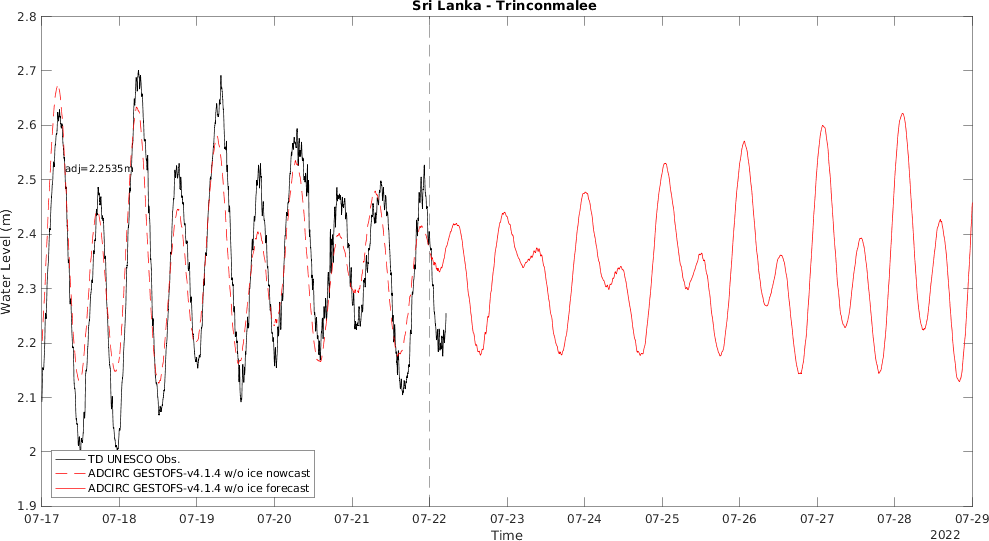 Sri Lanka - Trinconmalee
2.8
2.7
2.6
2.5
2.4
2.3
2.2
2.1
2
1.9
Water Level (m)
adj=2.2535m
TD UNESCO Obs.
ADCIRC GESTOFS-v4.1.4 w/o ice nowcast
ADCIRC GESTOFS-v4.1.4 w/o ice forecast
07-17 07-18 07-19 07-20 07-21 07-22 07-23 07-24 07-25 07-26 07-27 07-28 07-29
Time
2022